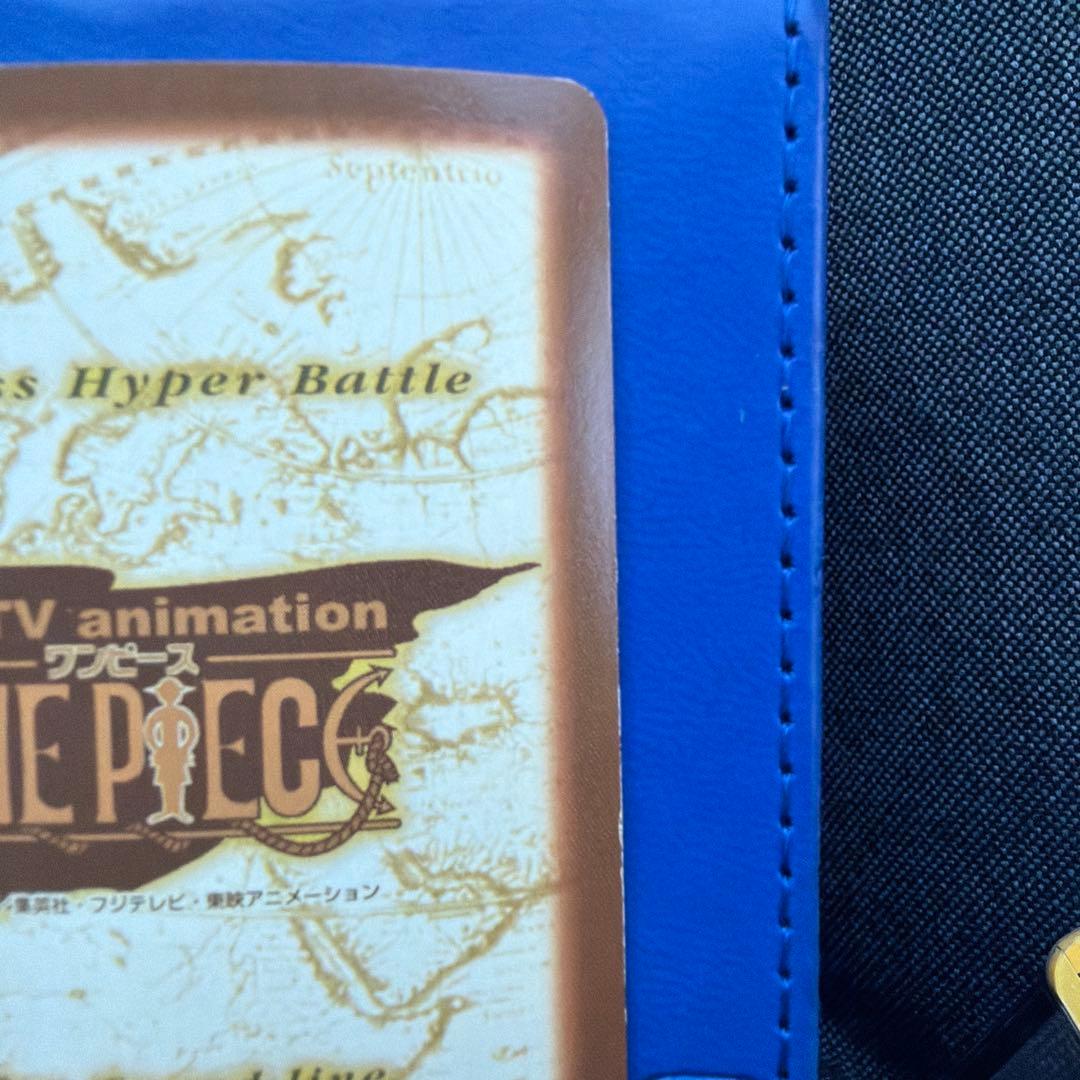 Septentrio
ss Hyper Battle
TV animation
ワンピース
NE PIECE
集英社・フジテレビ・東映アニメーション
d line